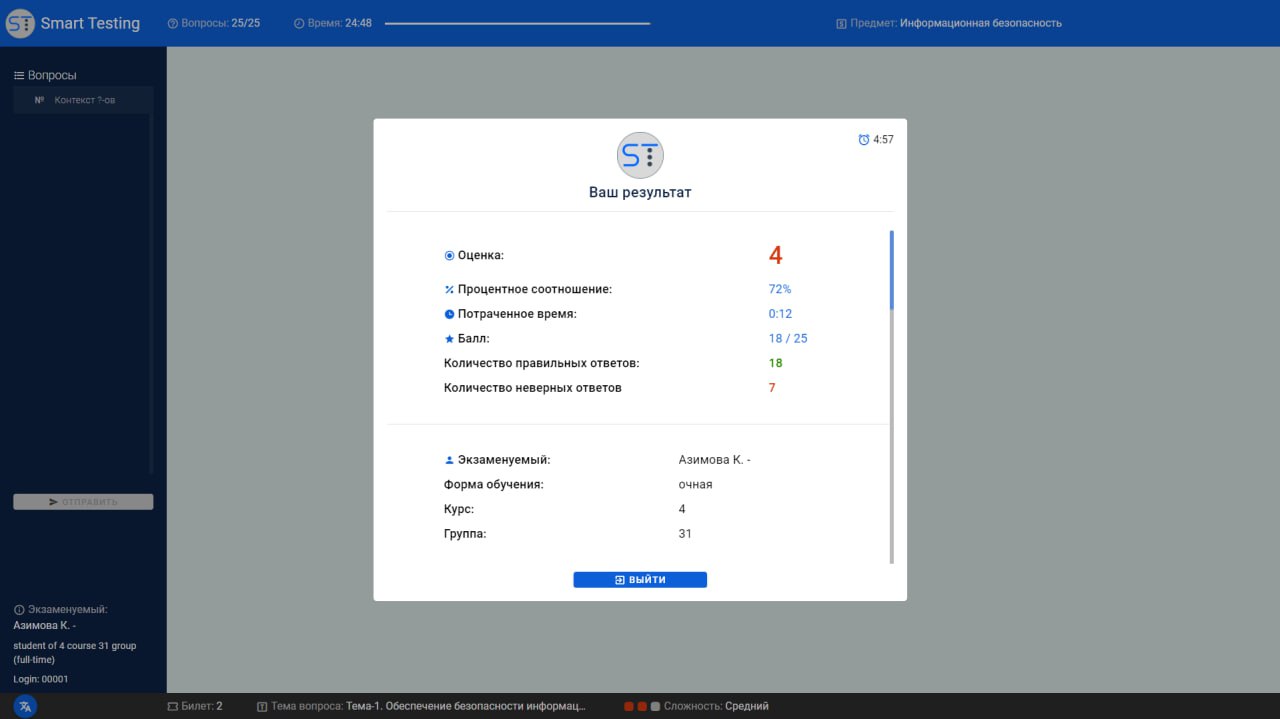 ST Smart Testing Вопросы: 25/25 Время: 24:48 Предмет: Информационная безопасность
Вопросы
№ Контекст ?-ов
ОТПРАВИТЬ
Экзаменуемый:
Азимова К. -
student of 4 course 31 group
(full-time)
Login: 00001
4:57
ST
Ваш результат
Оценка: 4
Процентное соотношение: 72%
Потраченное время: 0:12
Балл: 18 / 25
Количество правильных ответов: 18
Количество неверных ответов 7
Экзаменуемый: Азимова К. -
Форма обучения: очная
Курс: 4
Группа: 31
ВЫЙТИ
Билет: 2 Тема вопроса: Тема-1. Обеспечение безопасности информац... Сложность: Средний